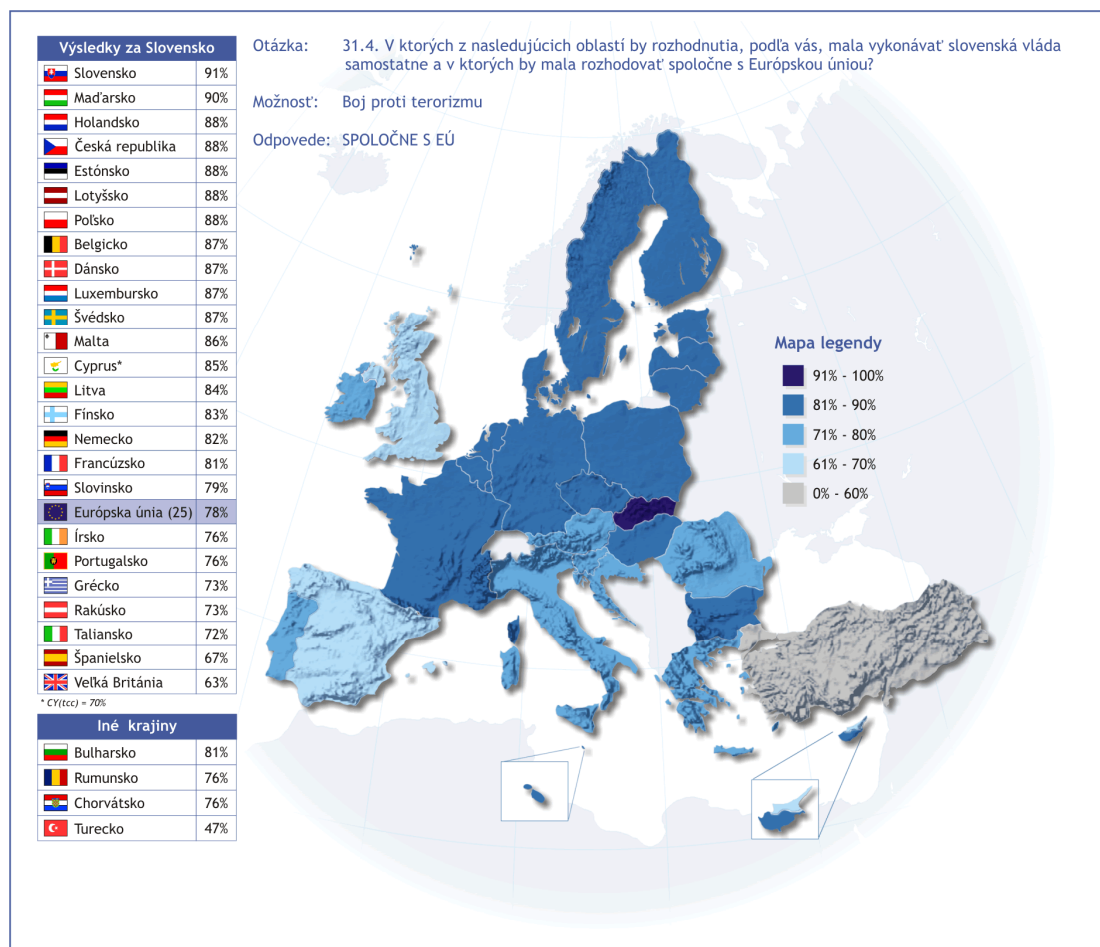 Výsledky za Slovensko
Slovensko 91%
Maďarsko 90%
Holandsko 88%
Česká republika 88%
Estónsko 88%
Lotyšsko 88%
Poľsko 88%
Belgicko 87%
Dánsko 87%
Luxembursko 87%
Švédsko 87%
Malta 86%
Cyprus* 85%
Litva 84%
Fínsko 83%
Nemecko 82%
Francúzsko 81%
Slovinsko 79%
Európska únia (25) 78%
Írsko 76%
Portugalsko 76%
Grécko 73%
Rakúsko 73%
Taliansko 72%
Španielsko 67%
Veľká Británia 63%
* CY(tcc) = 70%
Iné krajiny
Bulharsko 81%
Rumunsko 76%
Chorvátsko 76%
Turecko 47%
Otázka: 31.4. V ktorých z nasledujúcich oblastí by rozhodnutia, podľa vás, mala vykonávať slovenská vláda
samostatne a v ktorých by mala rozhodovať spoločne s Európskou úniou?
Možnosť: Boj proti terorizmu
Odpovede: SPOLOČNE S EÚ
Mapa legendy
91% - 100%
81% - 90%
71% - 80%
61% - 70%
0% - 60%